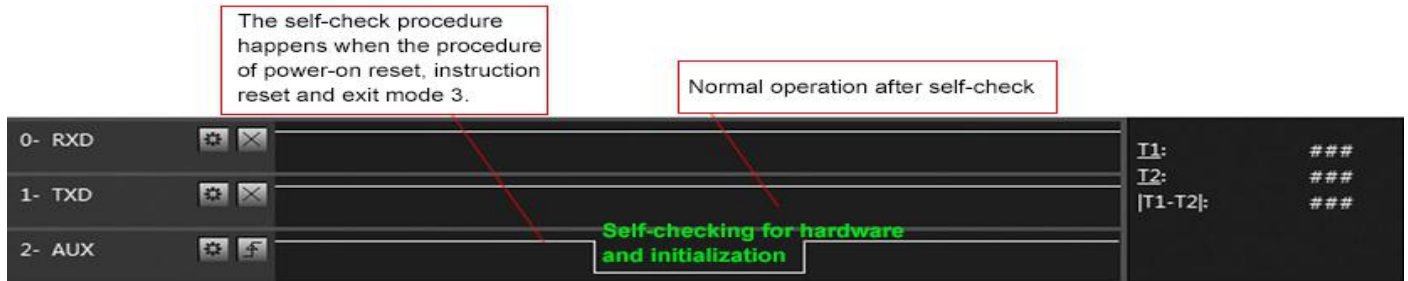 The self-check procedure
happens when the procedure
of power-on reset, instruction
reset and exit mode 3.
Normal operation after self-check
0- RXD
T1: ###
1- TXD
T2: ###
|T1-T2|: ###
2- AUX
Self-checking for hardware
and initialization